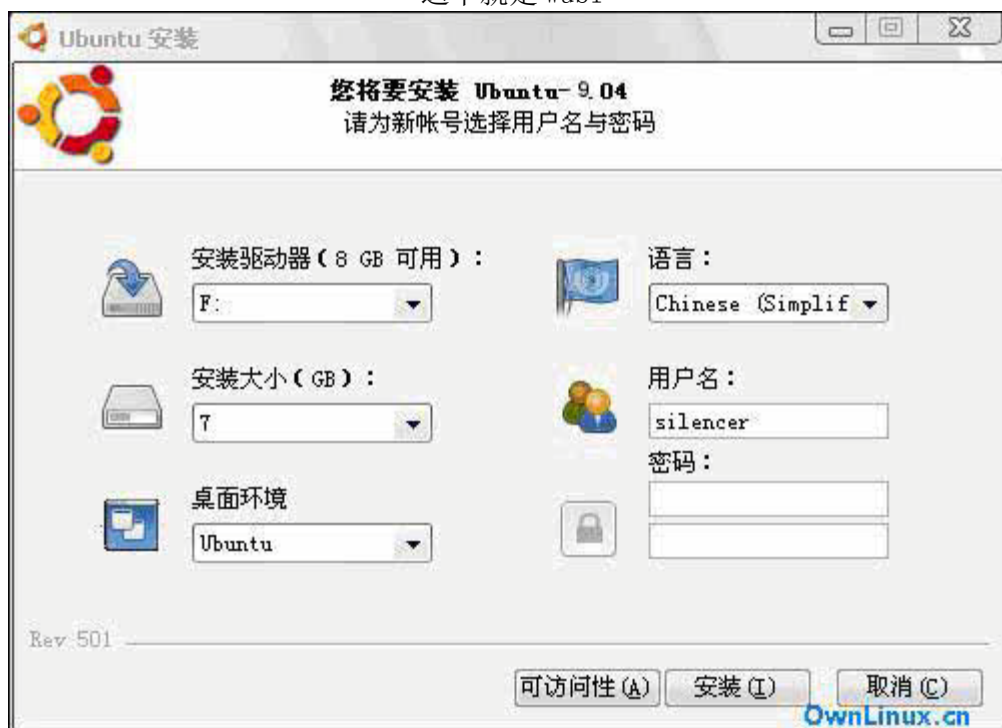 Ubuntu 安装
您将要安装 Ubuntu-9.04
请为新帐号选择用户名与密码
安装驱动器(8 GB 可用):
F:
语言:
Chinese (Simplif
安装大小(GB):
7
用户名:
silencer
密码:
桌面环境
Ubuntu
Rev 501
可访问性(A)
安装(I)
取消(C)
OwnLinux.cn